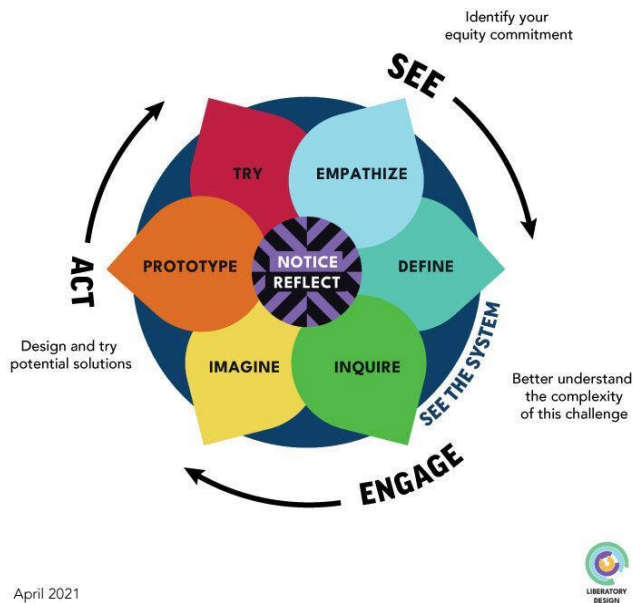 Identify your
equity commitment
SEE
TRY
EMPATHIZE
PROTOTYPE
NOTICE
REFLECT
DEFINE
ACT
Design and try
potential solutions
IMAGINE
INQUIRE
SEE THE SYSTEM
Better understand
the complexity
of this challenge
ENGAGE
April 2021
LIBERATORY
DESIGN